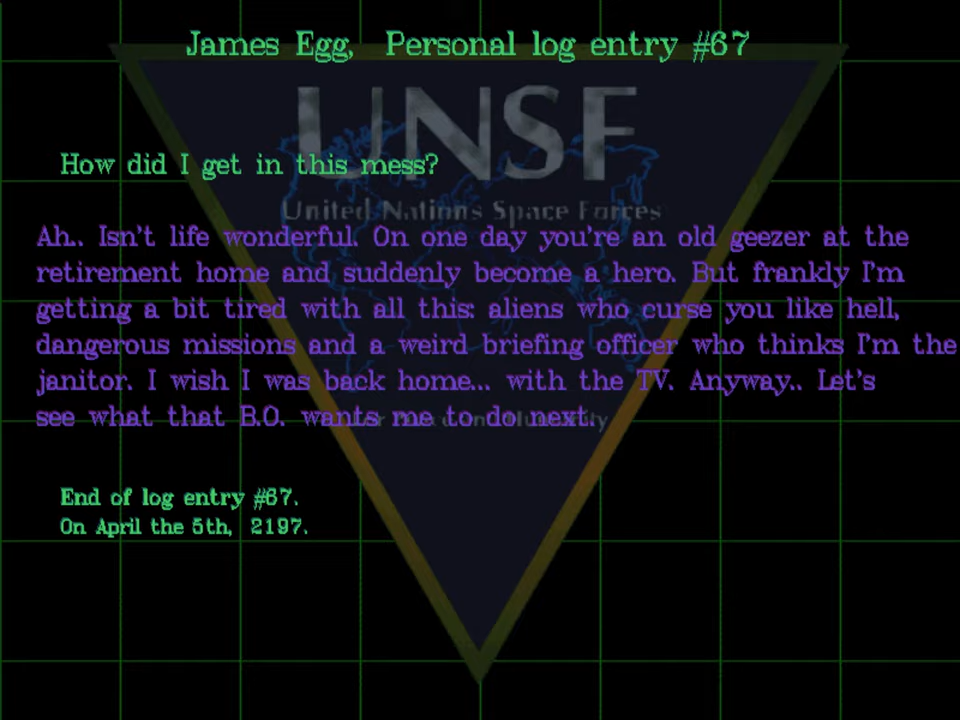 James Egg, Personal log entry #67
UNSF
How did I get in this mess?
United Nations Space Forces
Ah.. Isn't life wonderful. On one day you're an old geezer at the
retirement home and suddenly become a hero. But frankly I'm
getting a bit tired with all this: aliens who curse you like hell,
dangerous missions and a weird briefing officer who thinks I'm the
janitor. I wish I was back home... with the TV. Anyway.. Let's
see what that B.O. wants me to do next.
End of log entry #67.
On April the 5th, 2197.